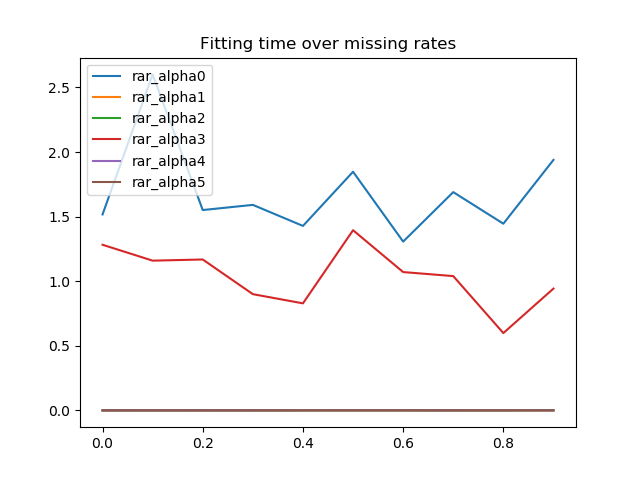 Fitting time over missing rates
rar_alpha0
rar_alpha1
rar_alpha2
rar_alpha3
rar_alpha4
rar_alpha5
2.5
2.0
1.5
1.0
0.5
0.0
0.0 0.2 0.4 0.6 0.8